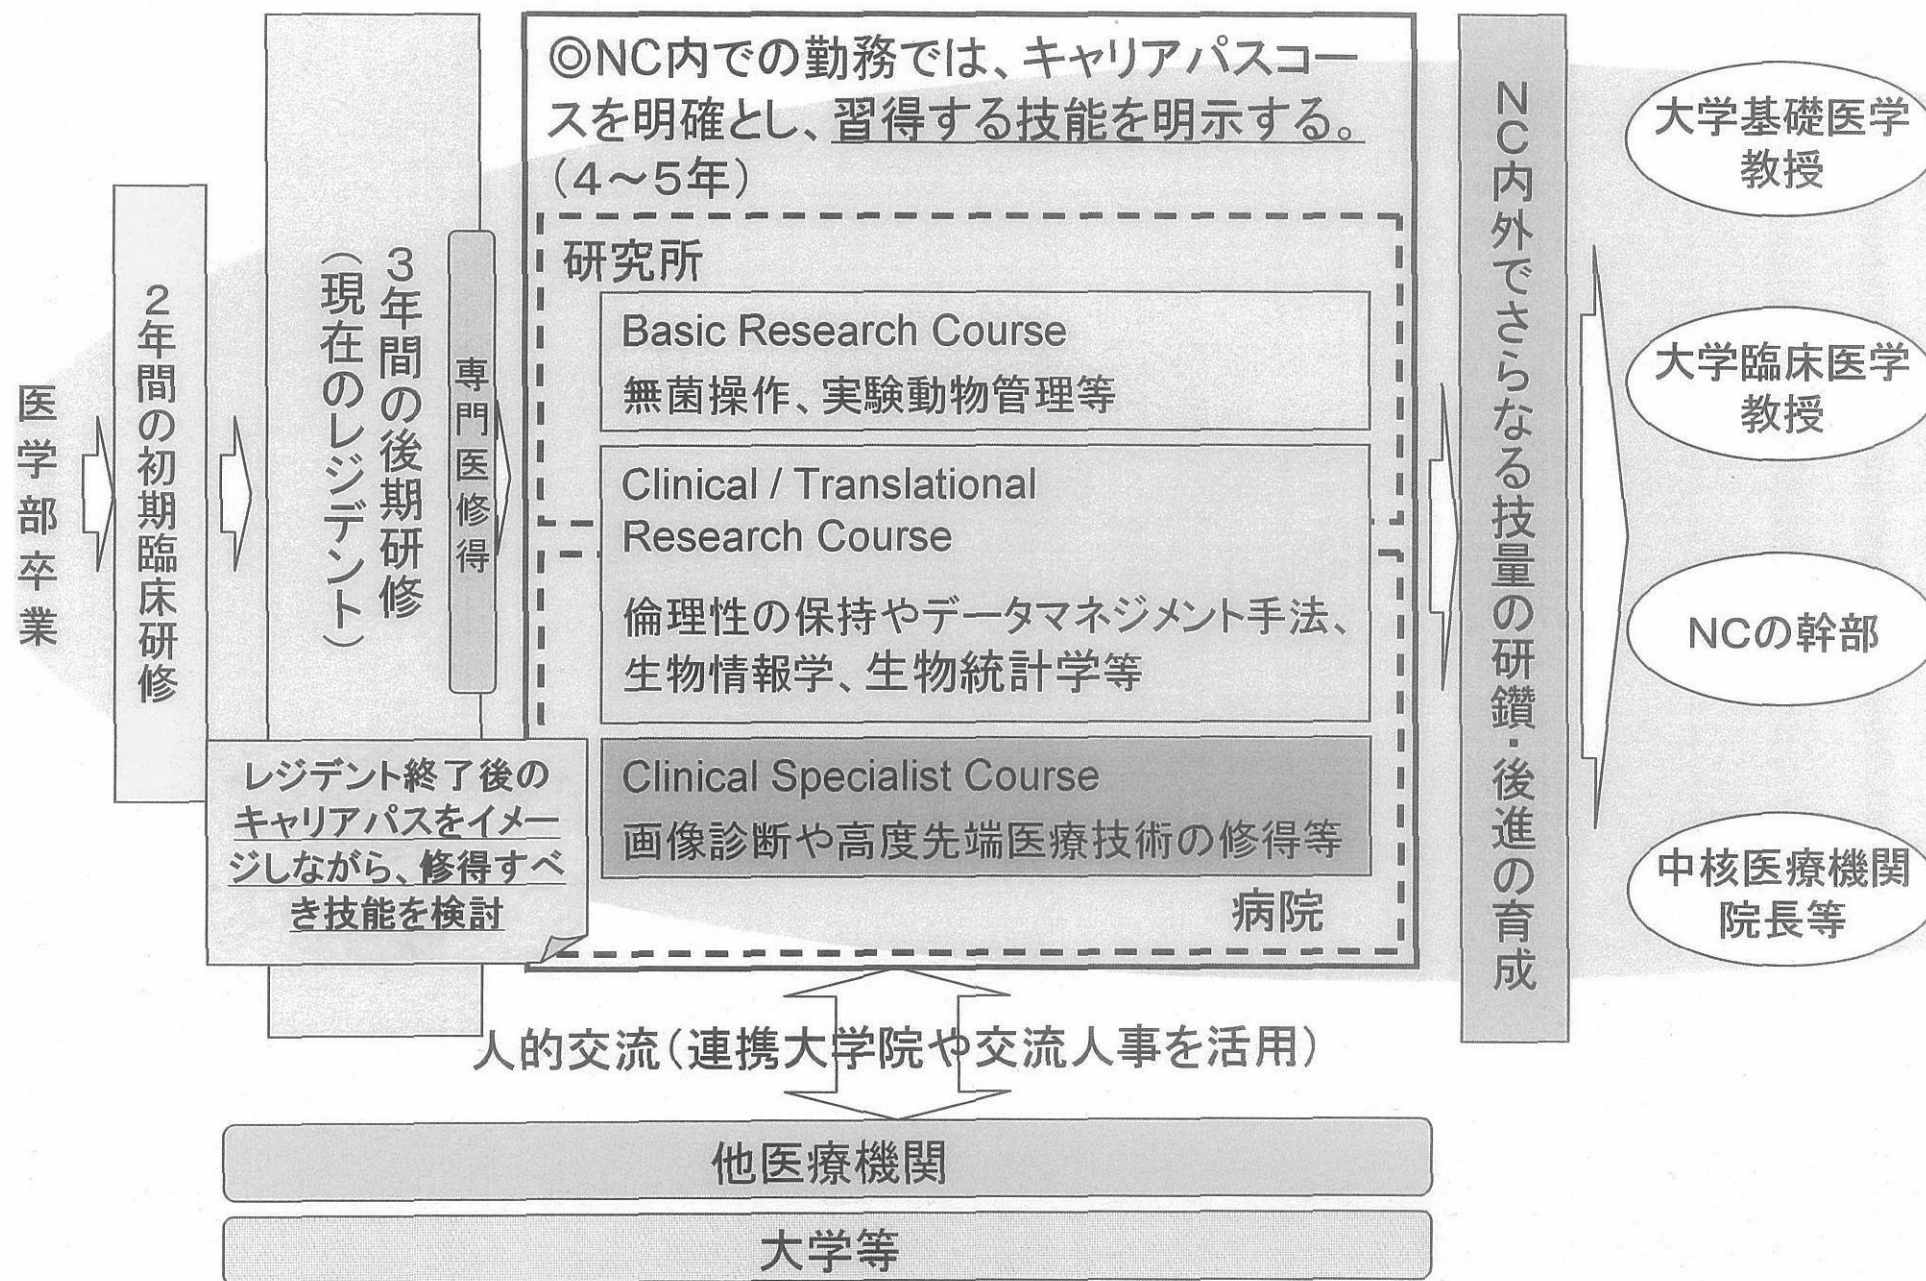 医学部卒業
2年間の初期臨床研修
3年間の後期研修
（現在のレジデント）
専門医修得
レジデント終了後の
キャリアパスをイメー
ジしながら、修得すべ
き技能を検討
◎NC内での勤務では、キャリアパスコー
スを明確とし、習得する技能を明示する。
（4～5年）
研究所
Basic Research Course
無菌操作、実験動物管理等
Clinical / Translational
Research Course
倫理性の保持やデータマネジメント手法、
生物情報学、生物統計学等
Clinical Specialist Course
画像診断や高度先端医療技術の修得等
病院
人的交流（連携大学院や交流人事を活用）
他医療機関
大学等
NC内外でさらなる技量の研鑽・後進の育成
大学基礎医学
教授
大学臨床医学
教授
NCの幹部
中核医療機関
院長等